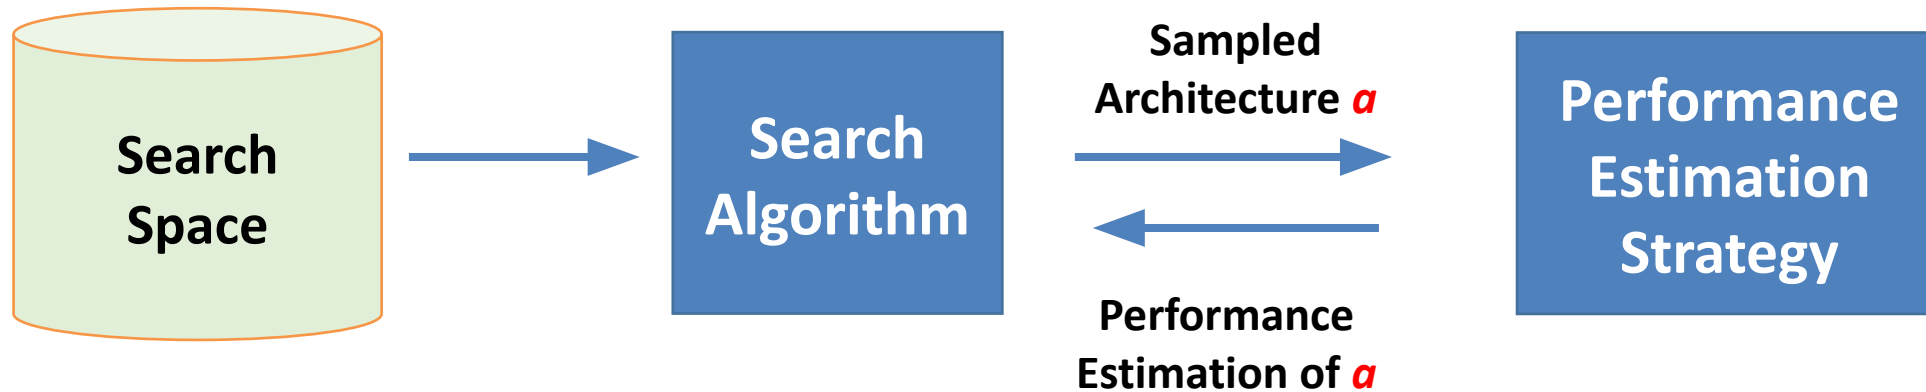 Search
Space
Search
Algorithm
Sampled
Architecture a
Performance
Estimation of a
Performance
Estimation
Strategy